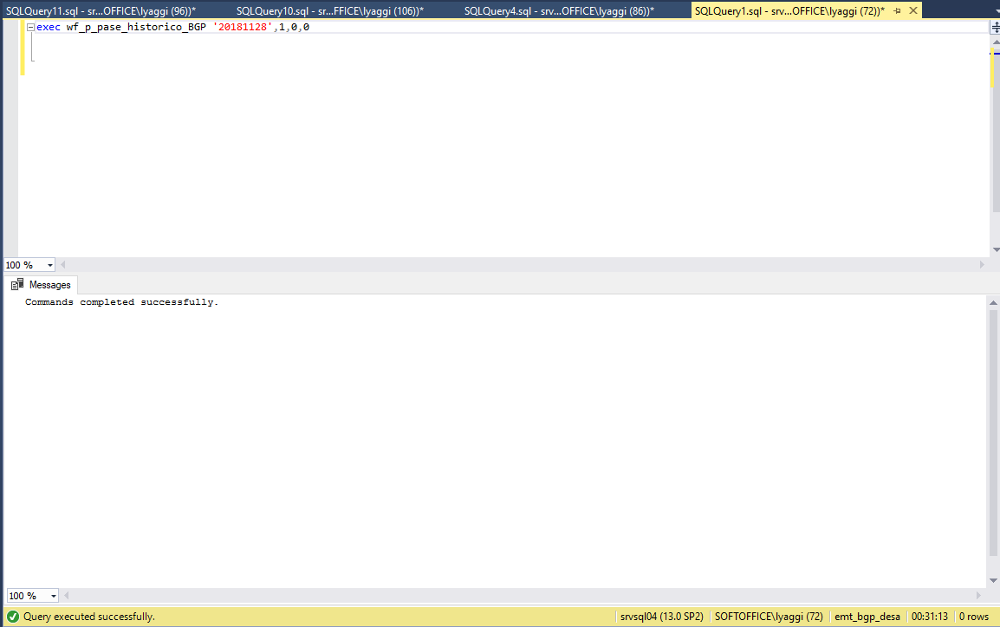 SQLQuery11.sql - sr...OFFICE\lyaggi (96))*
SQLQuery10.sql - sr...FFICE\lyaggi (106))*
SQLQuery4.sql - srv...OFFICE\lyaggi (86))*
SQLQuery1.sql - srv...OFFICE\lyaggi (72))*
exec wf_p_pase_historico_BGP '20181128',1,0,0
100 %
Messages
Commands completed successfully.
100 %
Query executed successfully.
srvsql04 (13.0 SP2)
SOFTOFFICE\lyaggi (72)
emt_bgp_desa
00:31:13
0 rows